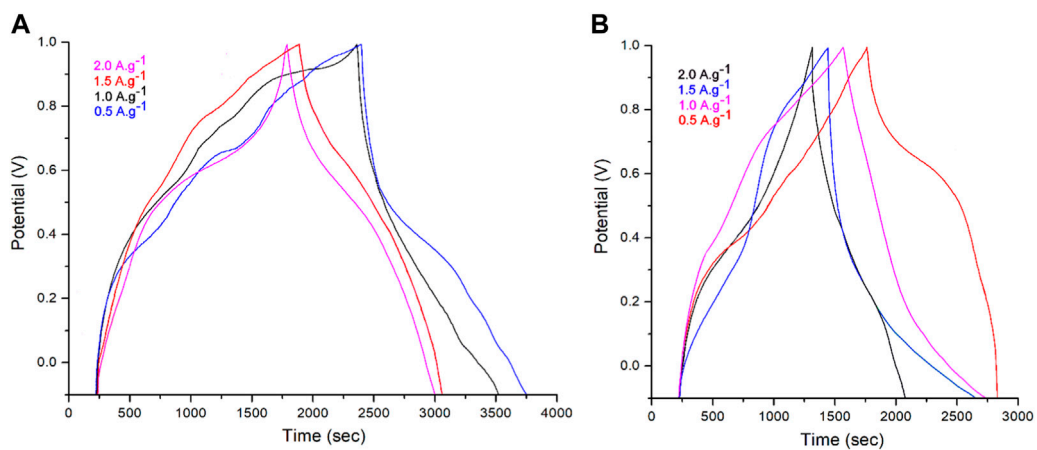 A
1.0
0.8
0.6
0.4
0.2
0.0
Potential (V)
2.0 A.g⁻¹
1.5 A.g⁻¹
1.0 A.g⁻¹
0.5 A.g⁻¹
0 500 1000 1500 2000 2500 3000 3500 4000
Time (sec)
B
1.0
0.8
0.6
0.4
0.2
0.0
Potential (V)
2.0 A.g⁻¹
1.5 A.g⁻¹
1.0 A.g⁻¹
0.5 A.g⁻¹
0 500 1000 1500 2000 2500 3000
Time (sec)